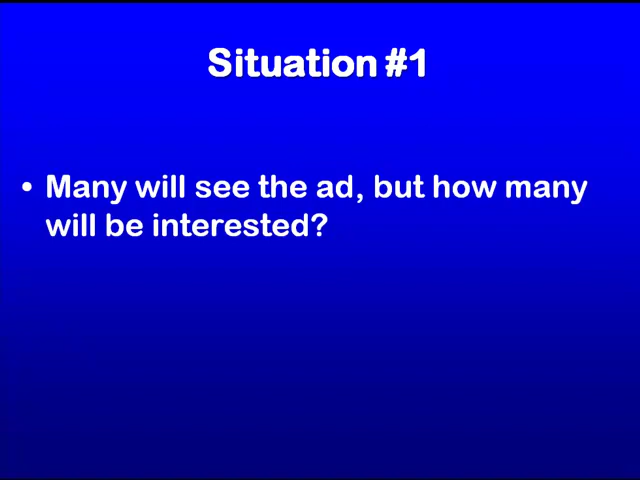 Situation #1
• Many will see the ad, but how many
will be interested?